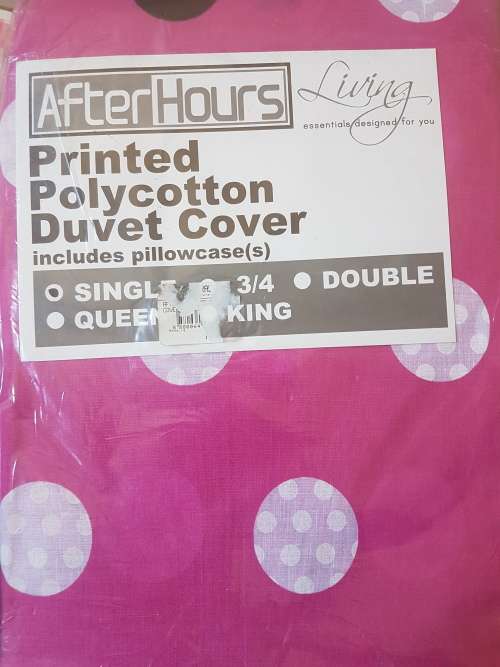 AfterHours
Living
essentials designed for you
Printed
Polycotton
Duvet Cover
includes pillowcase(s)
SINGL 3/4 DOUBLE
QUEEN KING